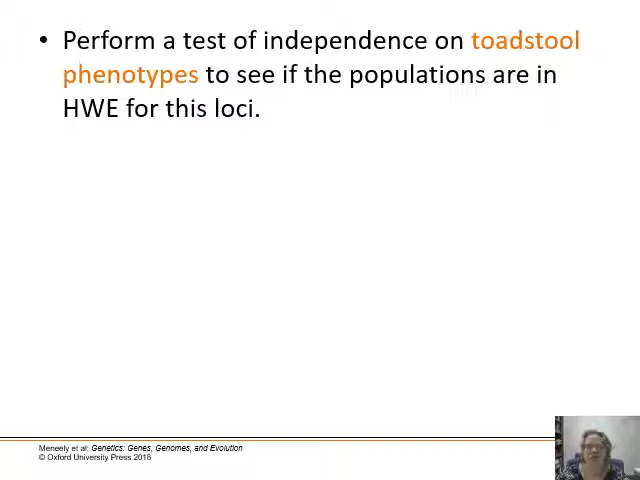 • Perform a test of independence on toadstool
phenotypes to see if the populations are in
HWE for this loci.
Meneely et al: Genetics: Genes, Genomes, and Evolution
© Oxford University Press 2016